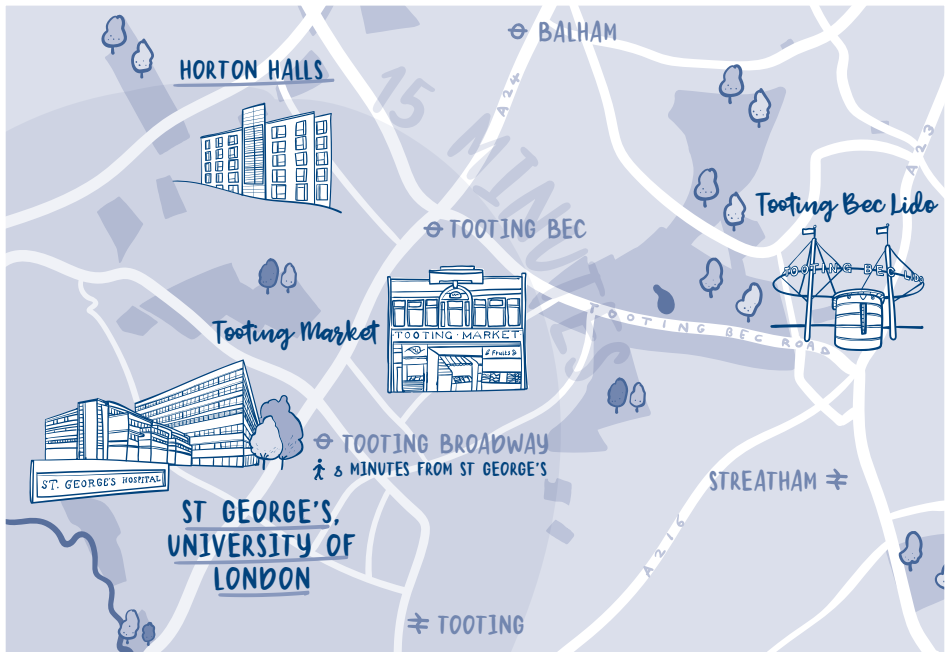 BALHAM
HORTON HALLS
A24
15 MINUTES
A23
Tooting Bec Lido
TOOTING BEC
TOOTING BEC LIDO
TOOTING BEC ROAD
Tooting Market
TOOTING · MARKET
Fruits
TOOTING BROADWAY
8 MINUTES FROM ST GEORGE'S
ST. GEORGE'S HOSPITAL
STREATHAM
ST GEORGE'S,
UNIVERSITY OF
LONDON
A216
TOOTING